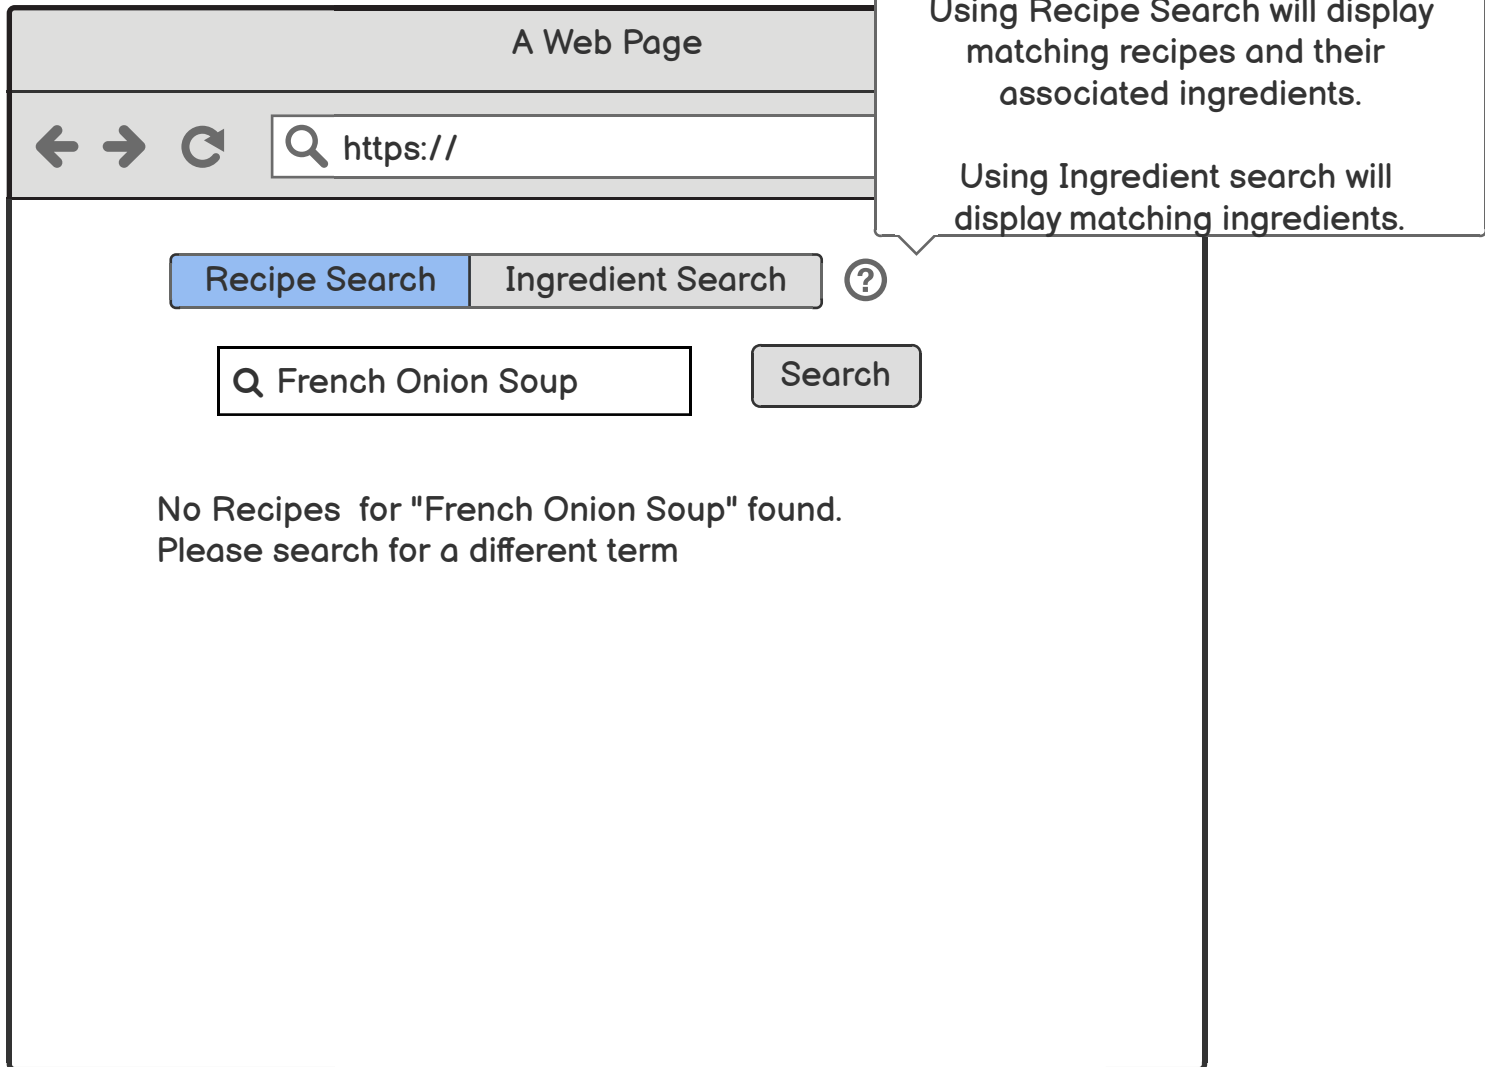 A Web Page
https://
Using Recipe Search will display
matching recipes and their
associated ingredients.
Using Ingredient search will
display matching ingredients.
Recipe Search
Ingredient Search
?
French Onion Soup
Search
No Recipes  for "French Onion Soup" found.
Please search for a different term